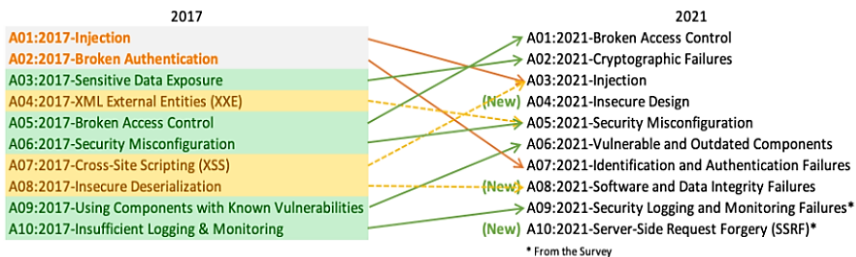 2017
2021
A01:2017-Injection
A02:2017-Broken Authentication
A03:2017-Sensitive Data Exposure
A04:2017-XML External Entities (XXE)
A05:2017-Broken Access Control
A06:2017-Security Misconfiguration
A07:2017-Cross-Site Scripting (XSS)
A08:2017-Insecure Deserialization
A09:2017-Using Components with Known Vulnerabilities
A10:2017-Insufficient Logging & Monitoring
A01:2021-Broken Access Control
A02:2021-Cryptographic Failures
A03:2021-Injection
(New) A04:2021-Insecure Design
A05:2021-Security Misconfiguration
A06:2021-Vulnerable and Outdated Components
A07:2021-Identification and Authentication Failures
(New) A08:2021-Software and Data Integrity Failures
A09:2021-Security Logging and Monitoring Failures*
(New) A10:2021-Server-Side Request Forgery (SSRF)*
* From the Survey